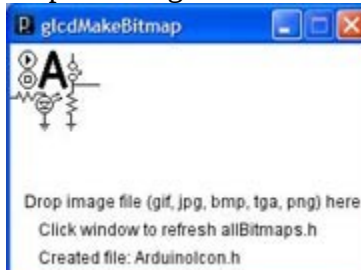 glcdMakeBitmap
A
Drop image file (gif, jpg, bmp, tga, png) here
Click window to refresh allBitmaps.h
Created file: ArduinoIcon.h